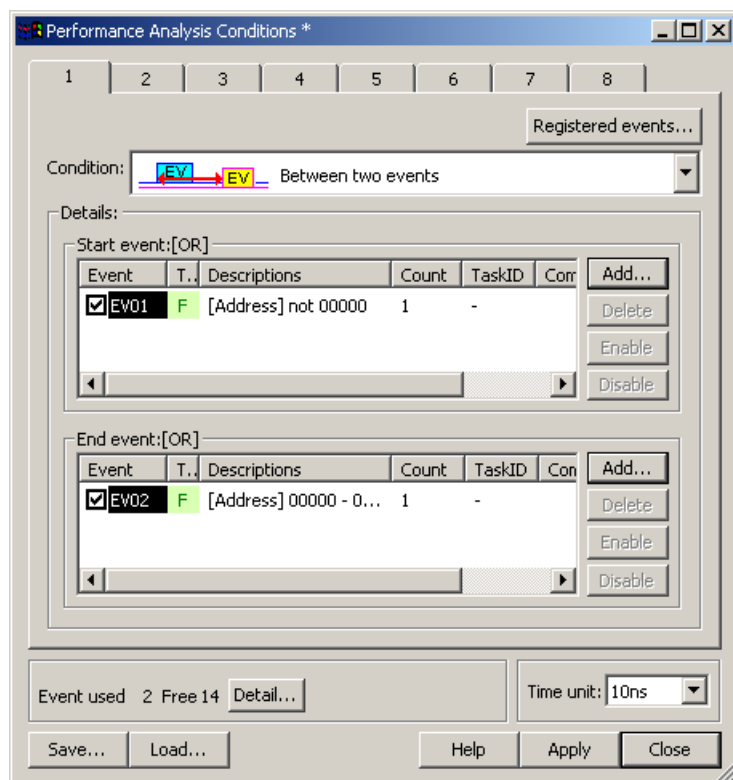 Performance Analysis Conditions *
1 2 3 4 5 6 7 8
Registered events...
Condition: EV EV Between two events
Details:
Start event:[OR]
Event T.. Descriptions Count TaskID Com Add...
EV01 F [Address] not 00000 1 - Delete
Enable
Disable
End event:[OR]
Event T.. Descriptions Count TaskID Con Add...
EV02 F [Address] 00000 - 0... 1 - Delete
Enable
Disable
Event used 2 Free 14 Detail... Time unit: 10ns
Save... Load... Help Apply Close